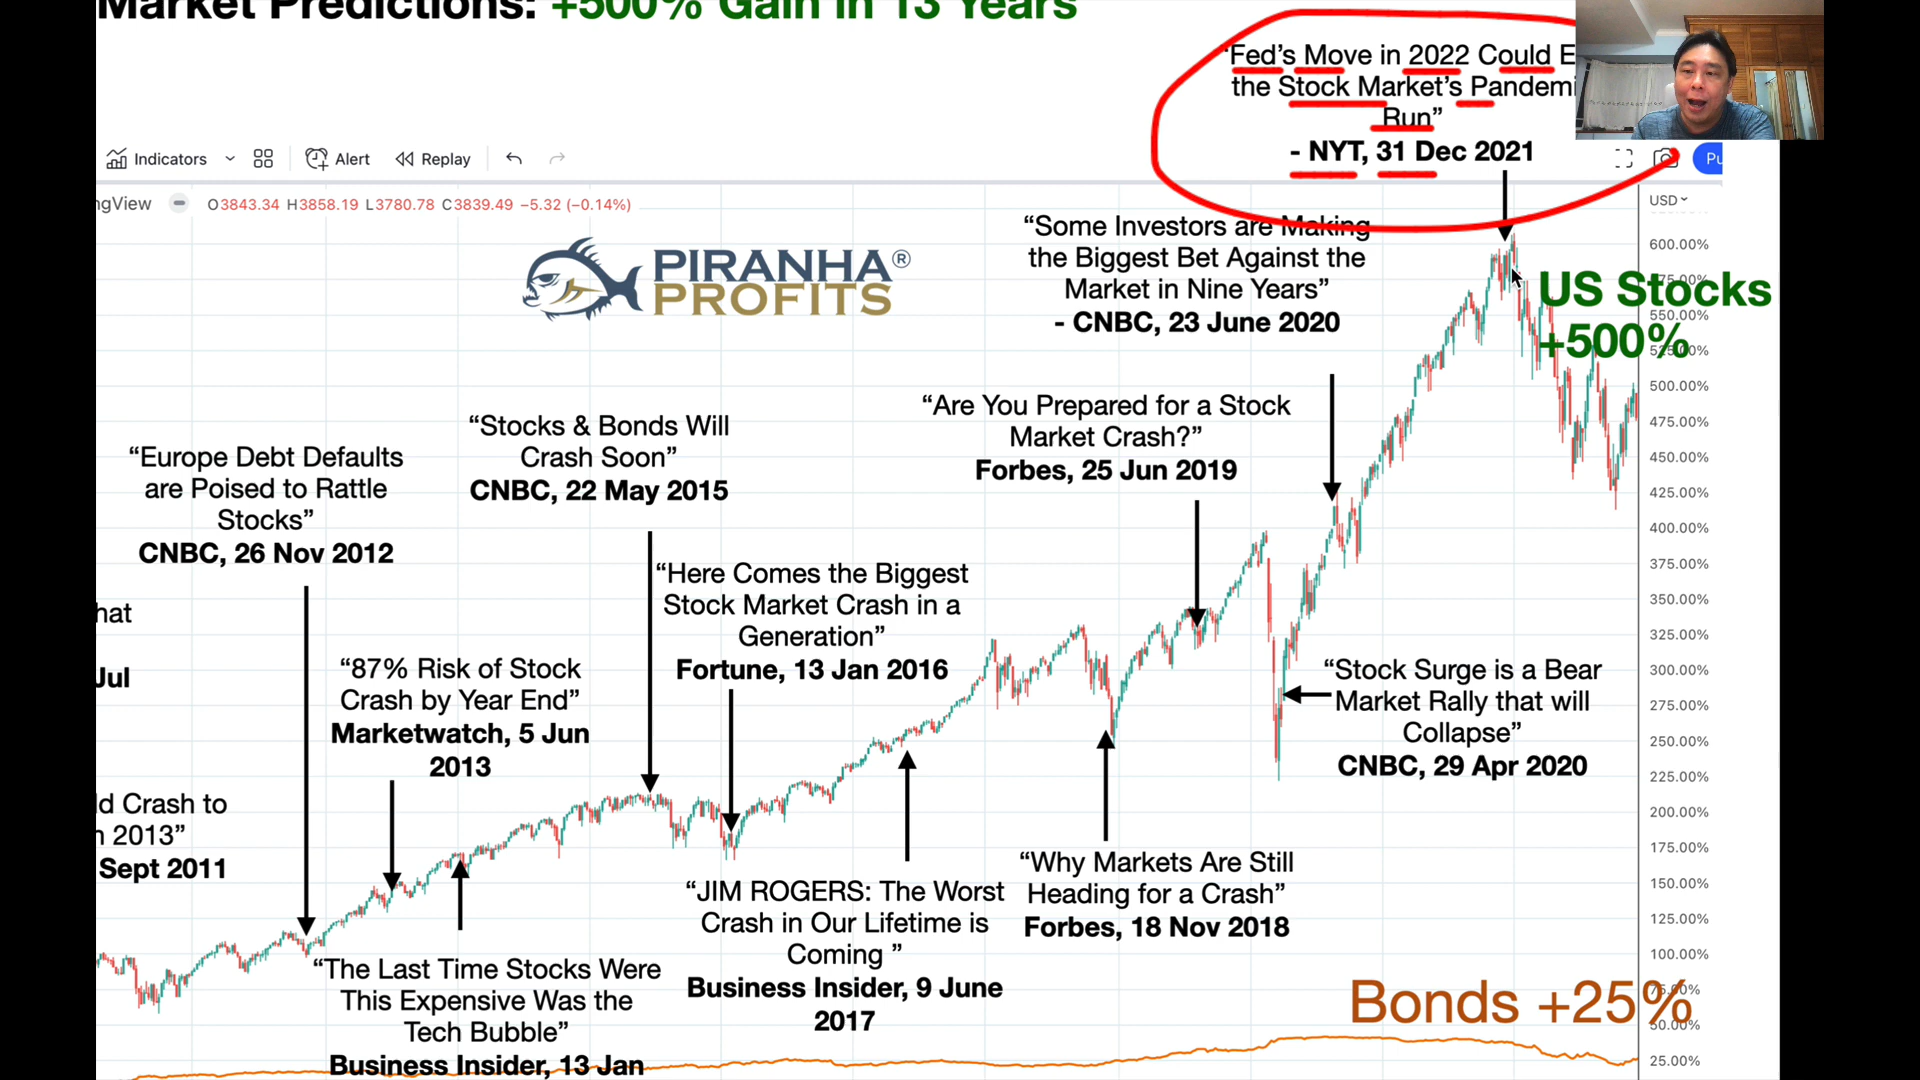 Market Predictions: +500% Gain in 13 Years
“Fed’s Move in 2022 Could E
the Stock Market’s Pandemi
Run”
- NYT, 31 Dec 2021
Indicators
Alert
Replay
Pu
ngView
O3843.34 H3858.19 L3780.78 C3839.49 −5.32 (−0.14%)
USD
PIRANHA
PROFITS®
“Some Investors are Making
the Biggest Bet Against the
Market in Nine Years”
- CNBC, 23 June 2020
US Stocks
+500%
“Are You Prepared for a Stock
Market Crash?”
Forbes, 25 Jun 2019
“Stocks & Bonds Will
Crash Soon”
CNBC, 22 May 2015
“Europe Debt Defaults
are Poised to Rattle
Stocks”
CNBC, 26 Nov 2012
“Here Comes the Biggest
Stock Market Crash in a
Generation”
Fortune, 13 Jan 2016
hat
Jul
“87% Risk of Stock
Crash by Year End”
Marketwatch, 5 Jun
2013
“Stock Surge is a Bear
Market Rally that will
Collapse”
CNBC, 29 Apr 2020
ld Crash to
n 2013”
Sept 2011
“JIM ROGERS: The Worst
Crash in Our Lifetime is
Coming ”
Business Insider, 9 June
2017
“Why Markets Are Still
Heading for a Crash”
Forbes, 18 Nov 2018
“The Last Time Stocks Were
This Expensive Was the
Tech Bubble”
Business Insider, 13 Jan
Bonds +25%
600.00%
575.00%
550.00%
525.00%
500.00%
475.00%
450.00%
425.00%
400.00%
375.00%
350.00%
325.00%
300.00%
275.00%
250.00%
225.00%
200.00%
175.00%
150.00%
125.00%
100.00%
75.00%
50.00%
25.00%